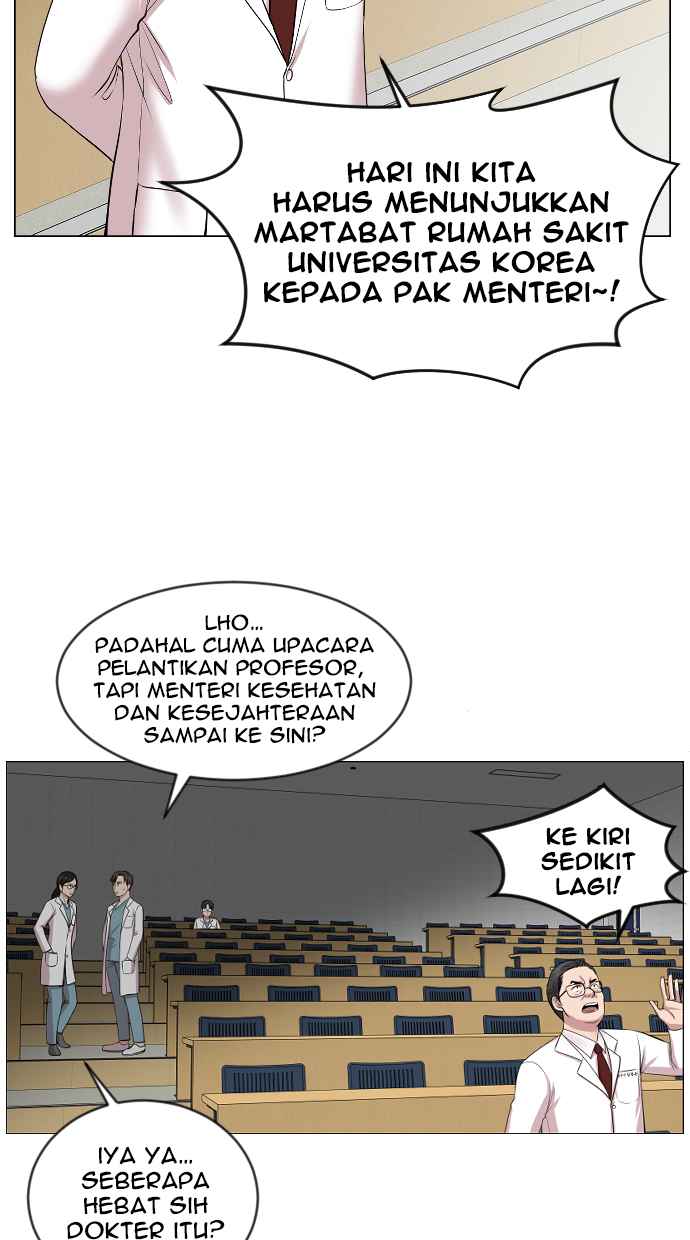 HARI INI KITA
HARUS MENUNJUKKAN
MARTABAT RUMAH SAKIT
UNIVERSITAS KOREA
KEPADA PAK MENTERI~!
LHO...
PADAHAL CUMA UPACARA
PELANTIKAN PROFESOR,
TAPI MENTERI KESEHATAN
DAN KESEJAHTERAAN
SAMPAI KE SINI?
KE KIRI
SEDIKIT
LAGI!
IYA YA...
SEBERAPA
HEBAT SIH
DOKTER ITU?